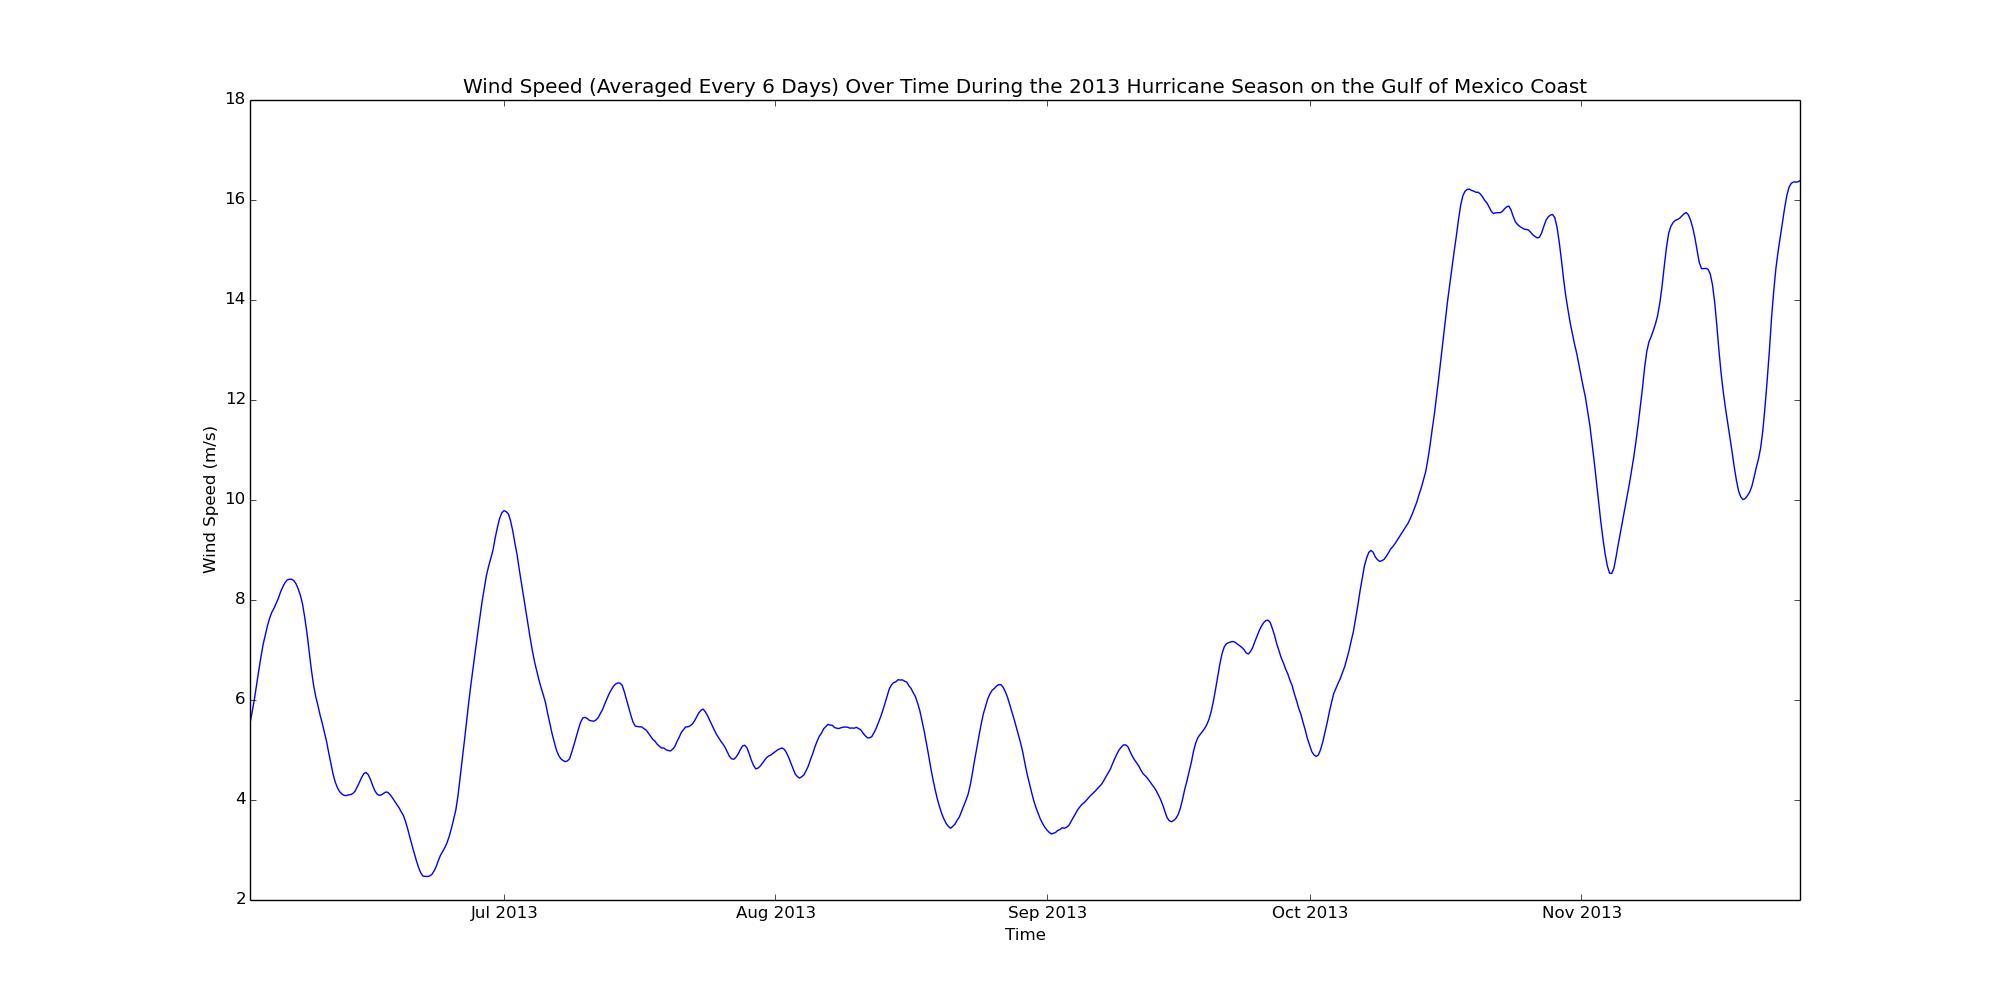 Wind Speed (Averaged Every 6 Days) Over Time During the 2013 Hurricane Season on the Gulf of Mexico Coast
18
16
14
12
10
8
6
4
2
Wind Speed (m/s)
Jul 2013 Aug 2013 Sep 2013 Oct 2013 Nov 2013
Time